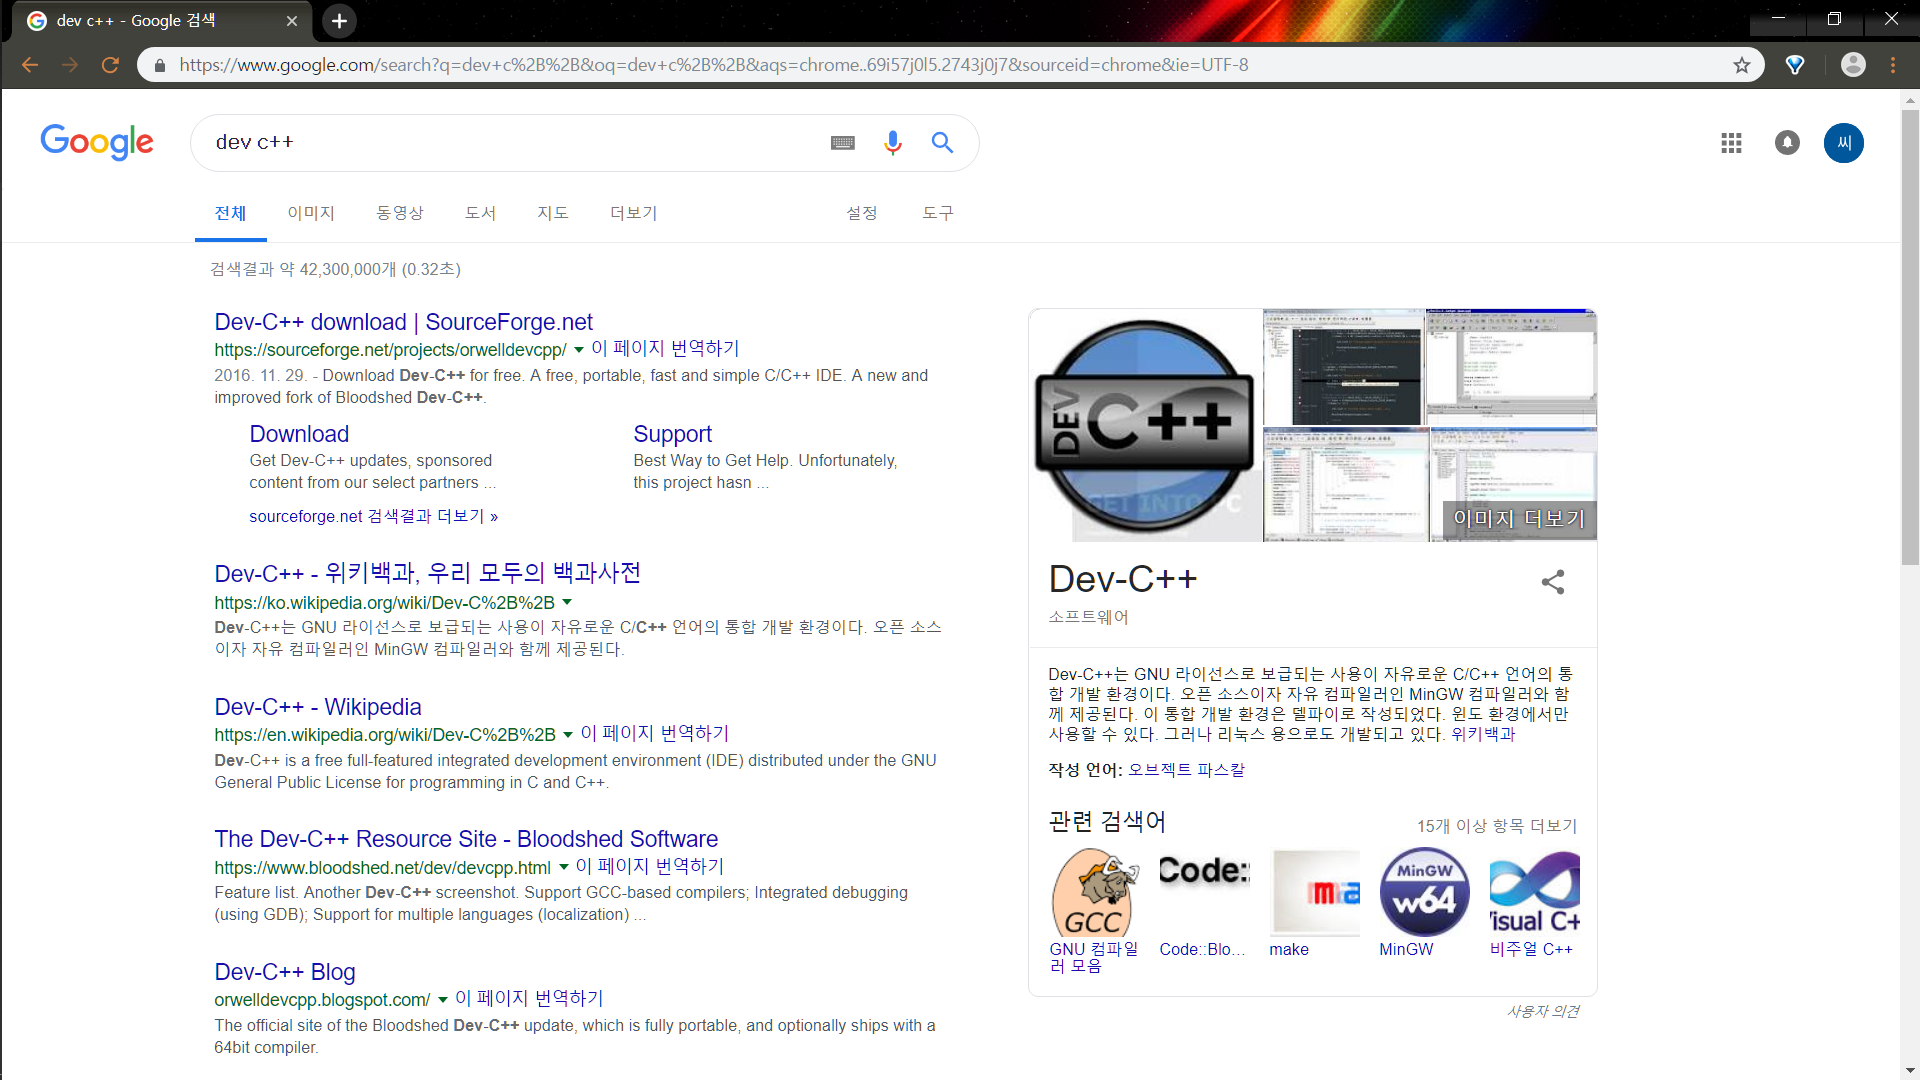 dev c++ - Google 검색
https://www.google.com/search?q=dev+c%2B%2B&oq=dev+c%2B%2B&aqs=chrome..69i57j0l5.2743j0j7&sourceid=chrome&ie=UTF-8
Google
dev c++
씨
전체 이미지 동영상 도서 지도 더보기 설정 도구
검색결과 약 42,300,000개 (0.32초)
Dev-C++ download | SourceForge.net
https://sourceforge.net/projects/orwelldevcpp/ 이 페이지 번역하기
2016. 11. 29. - Download Dev-C++ for free. A free, portable, fast and simple C/C++ IDE. A new and
improved fork of Bloodshed Dev-C++.
Download
Get Dev-C++ updates, sponsored
content from our select partners ...
Support
Best Way to Get Help. Unfortunately,
this project hasn ...
sourceforge.net 검색결과 더보기 »
Dev-C++ - 위키백과, 우리 모두의 백과사전
https://ko.wikipedia.org/wiki/Dev-C%2B%2B
Dev-C++는 GNU 라이선스로 보급되는 사용이 자유로운 C/C++ 언어의 통합 개발 환경이다. 오픈 소스
이자 자유 컴파일러인 MinGW 컴파일러와 함께 제공된다.
Dev-C++ - Wikipedia
https://en.wikipedia.org/wiki/Dev-C%2B%2B 이 페이지 번역하기
Dev-C++ is a free full-featured integrated development environment (IDE) distributed under the GNU
General Public License for programming in C and C++.
The Dev-C++ Resource Site - Bloodshed Software
https://www.bloodshed.net/dev/devcpp.html 이 페이지 번역하기
Feature list. Another Dev-C++ screenshot. Support GCC-based compilers; Integrated debugging
(using GDB); Support for multiple languages (localization) ...
Dev-C++ Blog
orwelldevcpp.blogspot.com/ 이 페이지 번역하기
The official site of the Bloodshed Dev-C++ update, which is fully portable, and optionally ships with a
64bit compiler.
DEV C++
GET INTO PC
이미지 더보기
Dev-C++
소프트웨어
Dev-C++는 GNU 라이선스로 보급되는 사용이 자유로운 C/C++ 언어의 통
합 개발 환경이다. 오픈 소스이자 자유 컴파일러인 MinGW 컴파일러와 함
께 제공된다. 이 통합 개발 환경은 델파이로 작성되었다. 윈도 환경에서만
사용할 수 있다. 그러나 리눅스 용으로도 개발되고 있다. 위키백과
작성 언어: 오브젝트 파스칼
관련 검색어 15개 이상 항목 더보기
GCC
Code::
MinGW
w64
isual C+
GNU 컴파일
러 모음
Code::Blo...
make
MinGW
비주얼 C++
사용자 의견